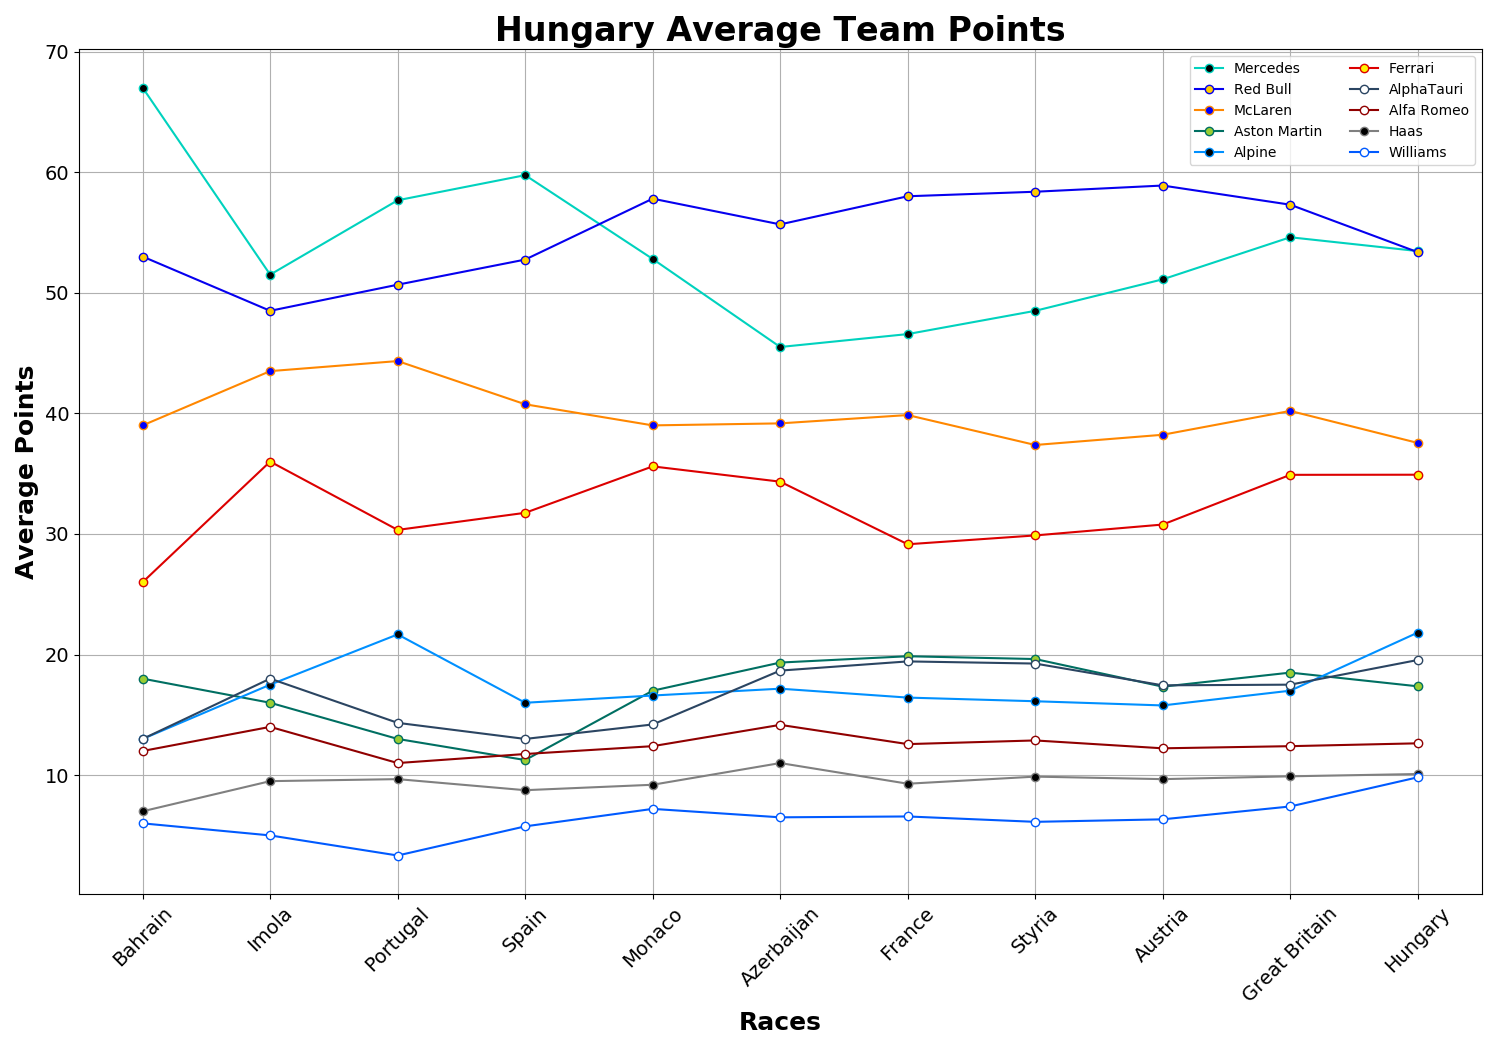 Hungary Average Team Points
Mercedes
Red Bull
McLaren
Aston Martin
Alpine
Ferrari
AlphaTauri
Alfa Romeo
Haas
Williams
Average Points
70
60
50
40
30
20
10
Bahrain
Imola
Portugal
Spain
Monaco
Azerbaijan
France
Styria
Austria
Great Britain
Hungary
Races